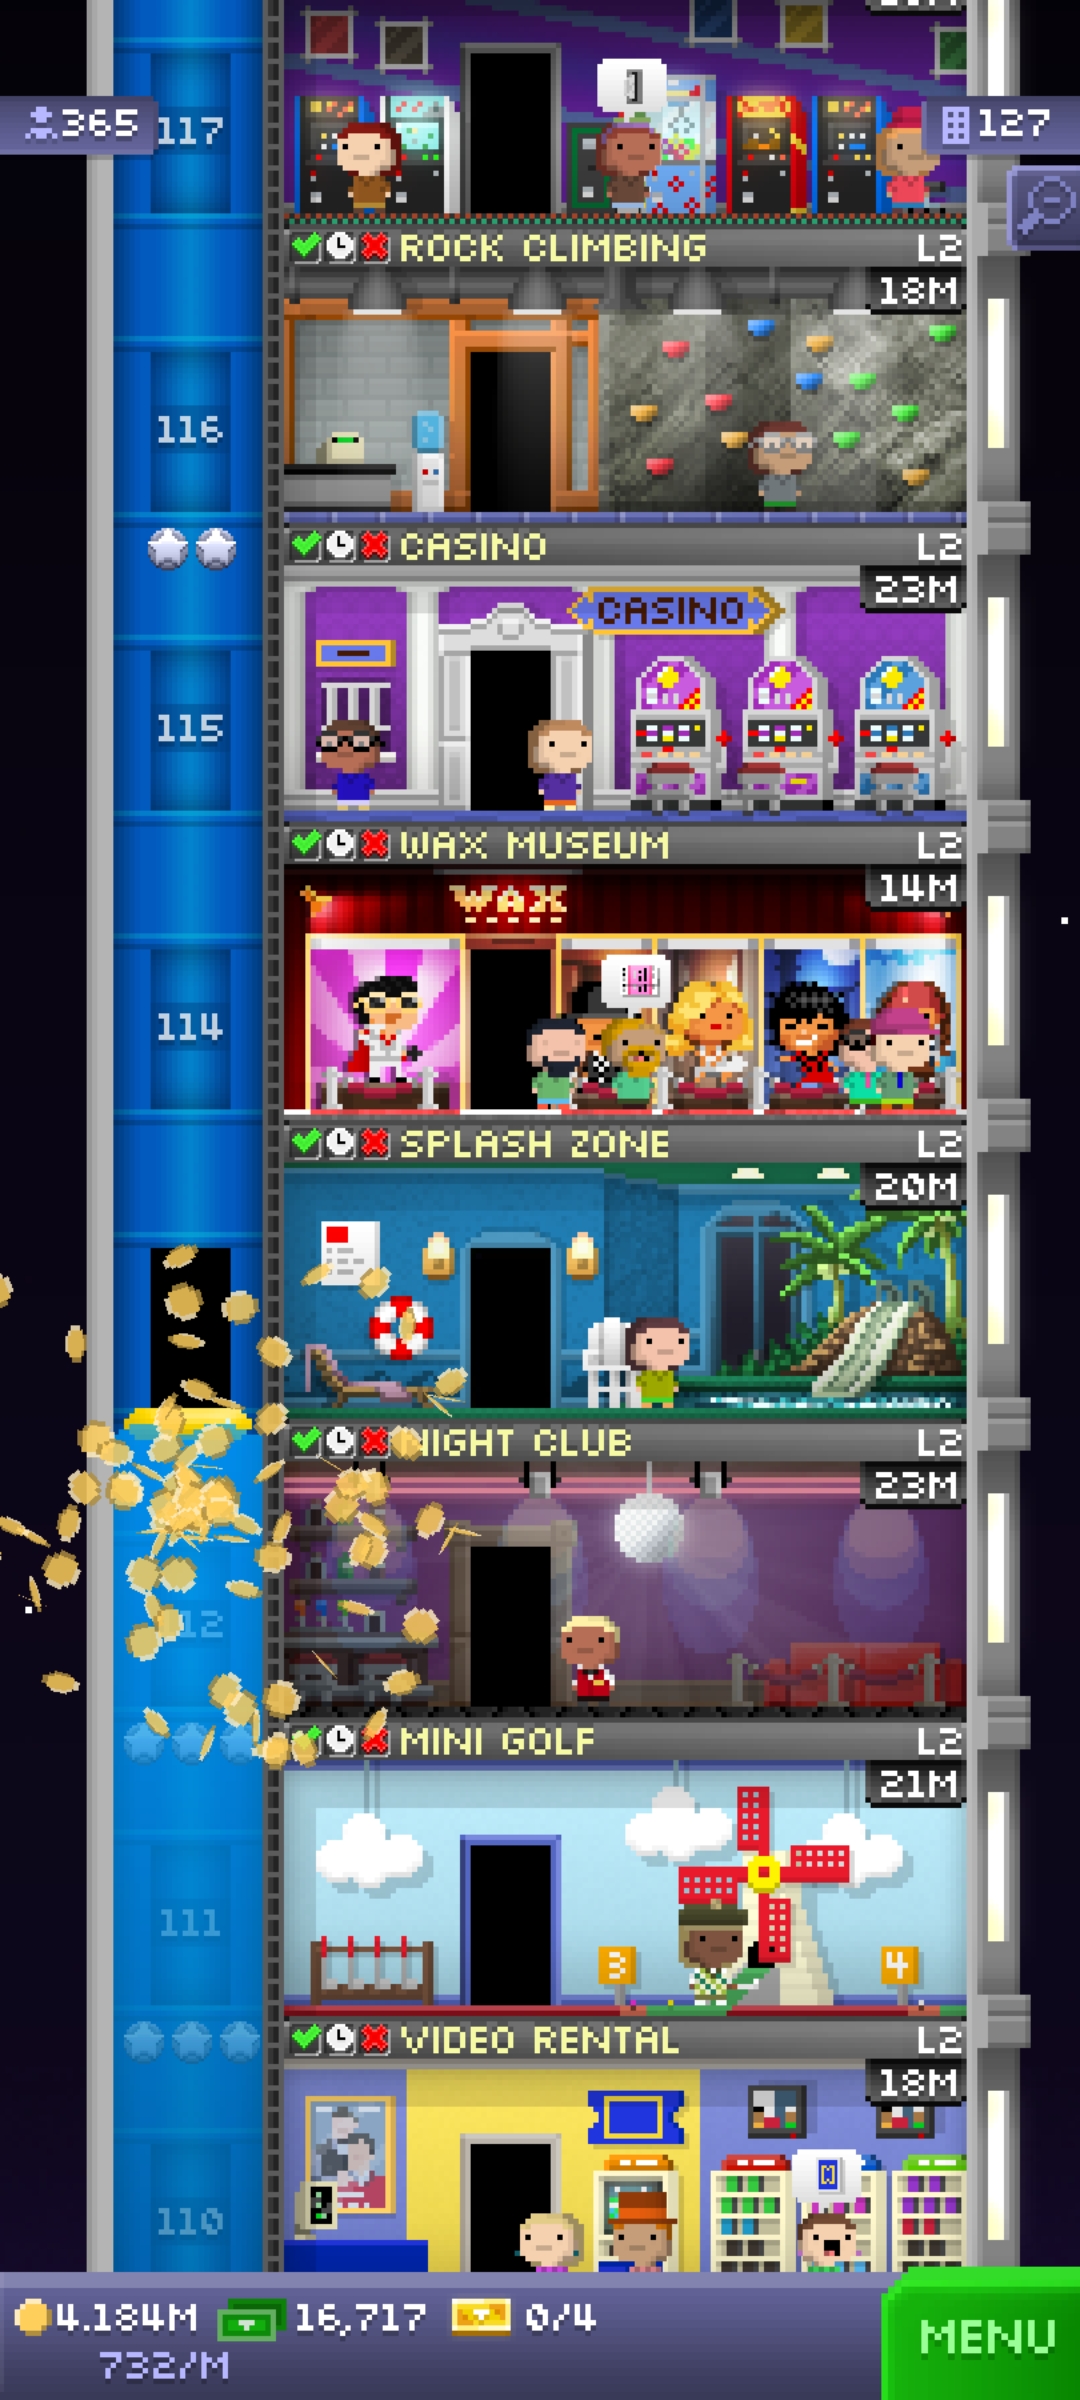 365
117
127
ROCK CLIMBING L2
18M
116
CASINO L2
23M
CASINO
115
WAX MUSEUM L2
14M
WAX
114
SPLASH ZONE L2
20M
NIGHT CLUB L2
23M
12
MINI GOLF L2
21M
111
3
4
VIDEO RENTAL L2
18M
110
4.184M 16,717 0/4
732/M
MENU